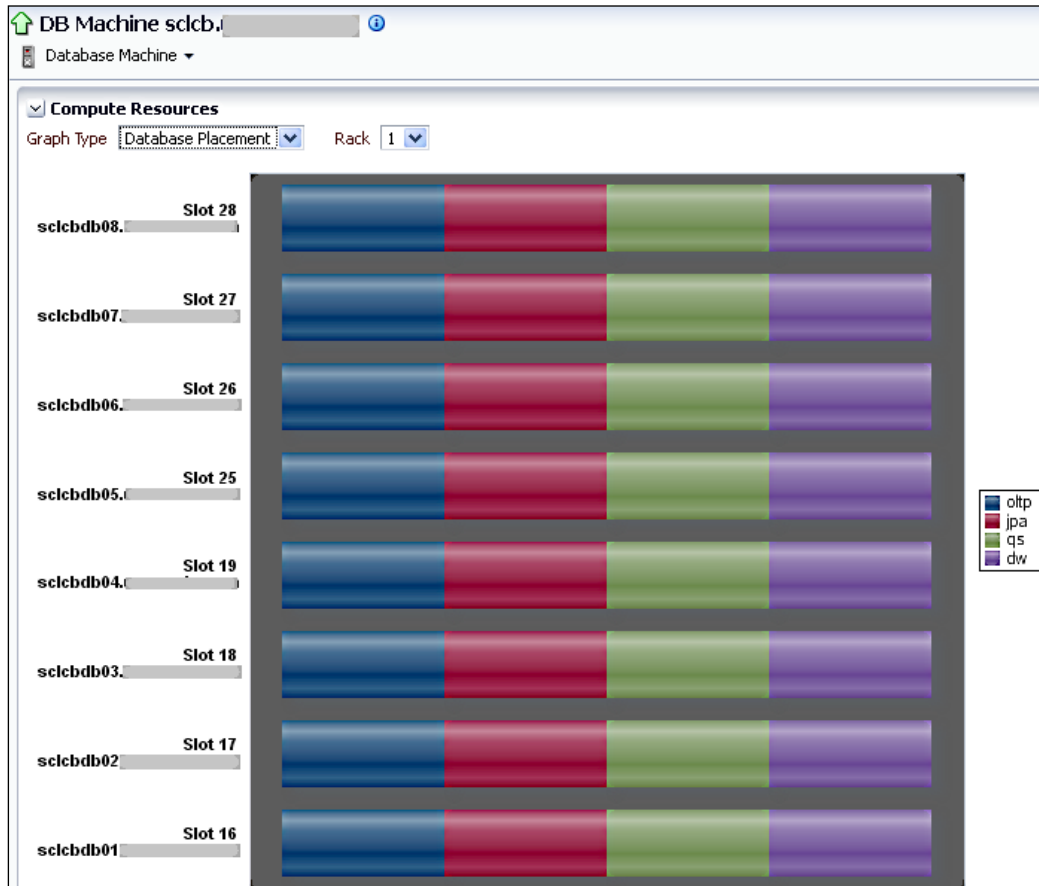 DB Machine sclcb.
Database Machine
Compute Resources
Graph Type Database Placement Rack 1
Slot 28
sclcbdb08.
Slot 27
sclcbdb07.
Slot 26
sclcbdb06.
Slot 25
sclcbdb05.
Slot 19
sclcbdb04.
Slot 18
sclcbdb03.
Slot 17
sclcbdb02
Slot 16
sclcbdb01
oltp
jpa
qs
dw